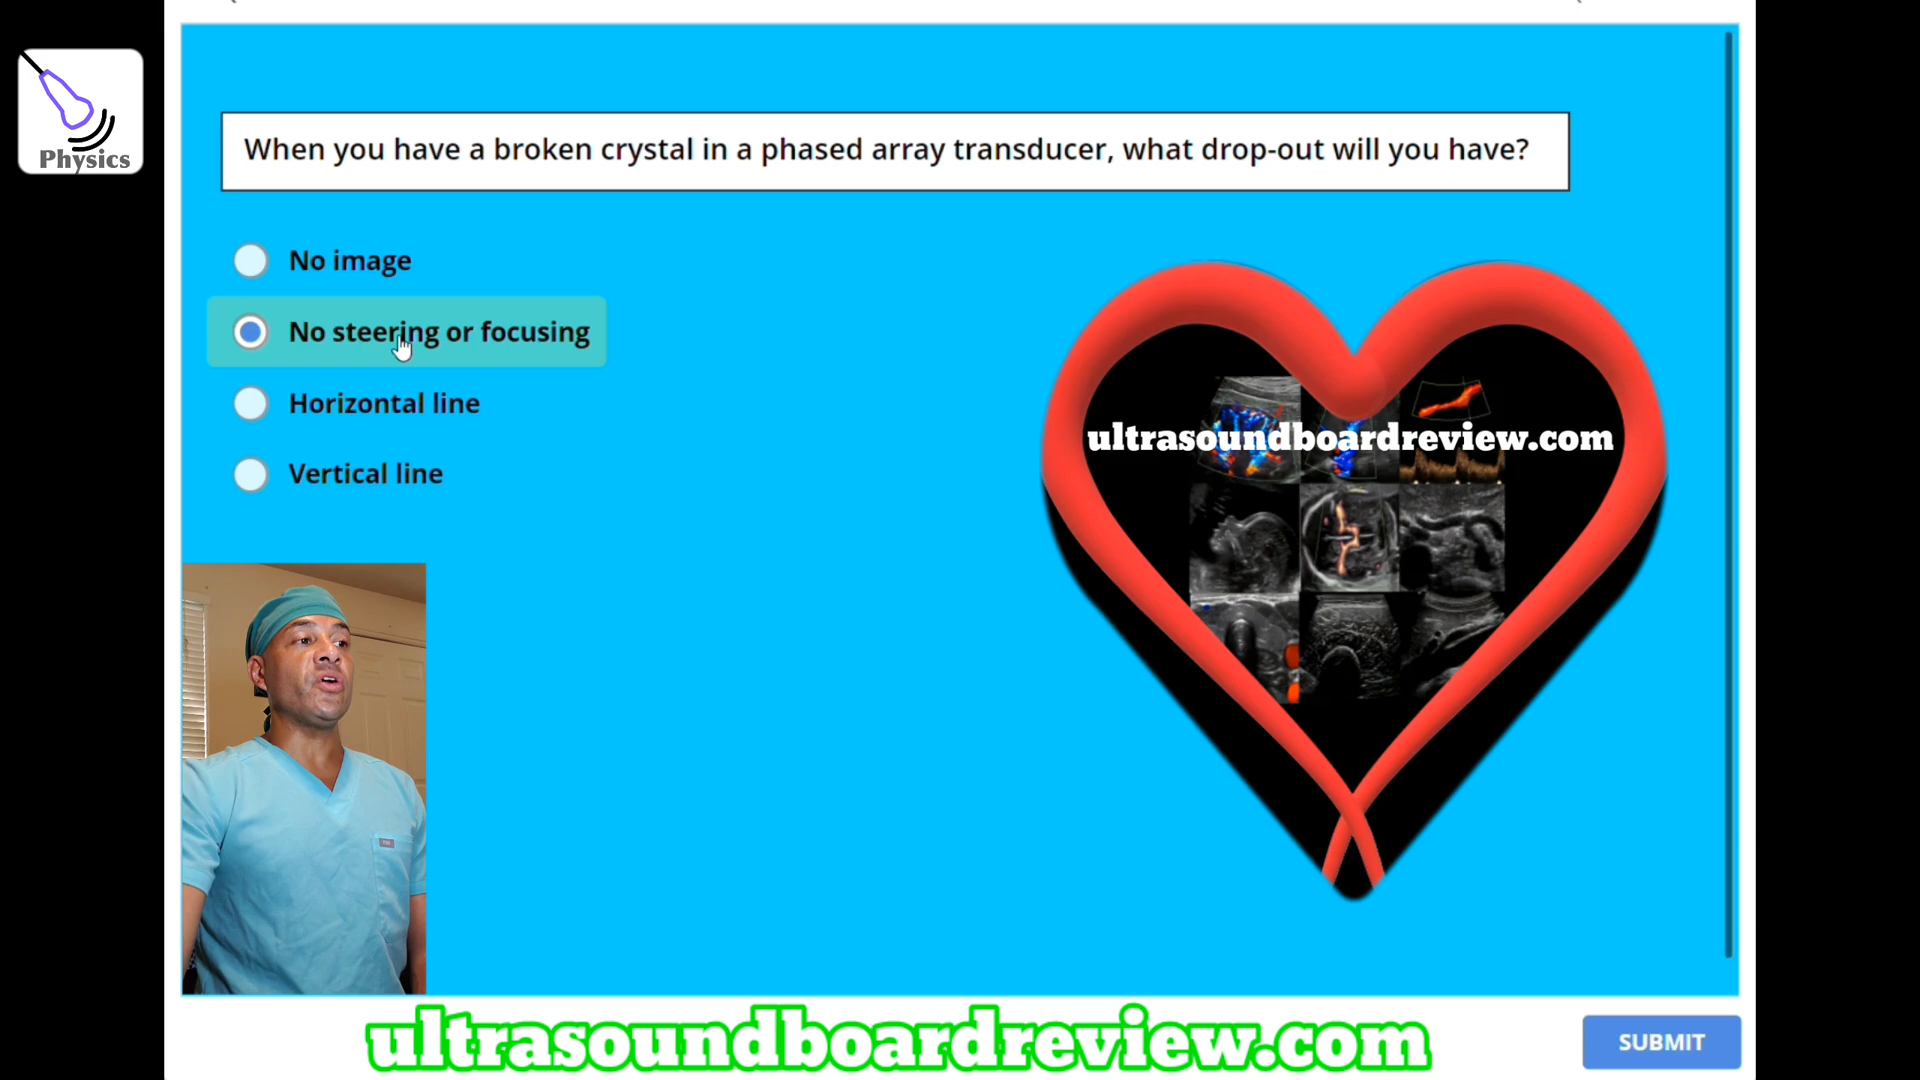 Physics
When you have a broken crystal in a phased array transducer, what drop-out will you have?
No image
No steering or focusing
Horizontal line
Vertical line
ultrasoundboardreview.com
ultrasoundboardreview.com
SUBMIT